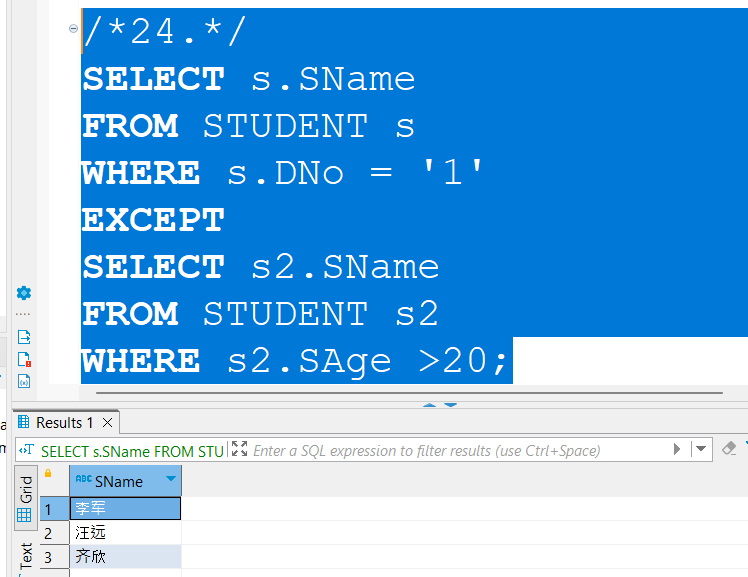 /*24.*/
SELECT s.SName
FROM STUDENT s
WHERE s.DNo = '1'
EXCEPT
SELECT s2.SName
FROM STUDENT s2
WHERE s2.SAge >20;
Results 1
SELECT s.SName FROM STU
Enter a SQL expression to filter results (use Ctrl+Space)
Grid
Text
ABC SName
1 李军
2 汪远
3 齐欣